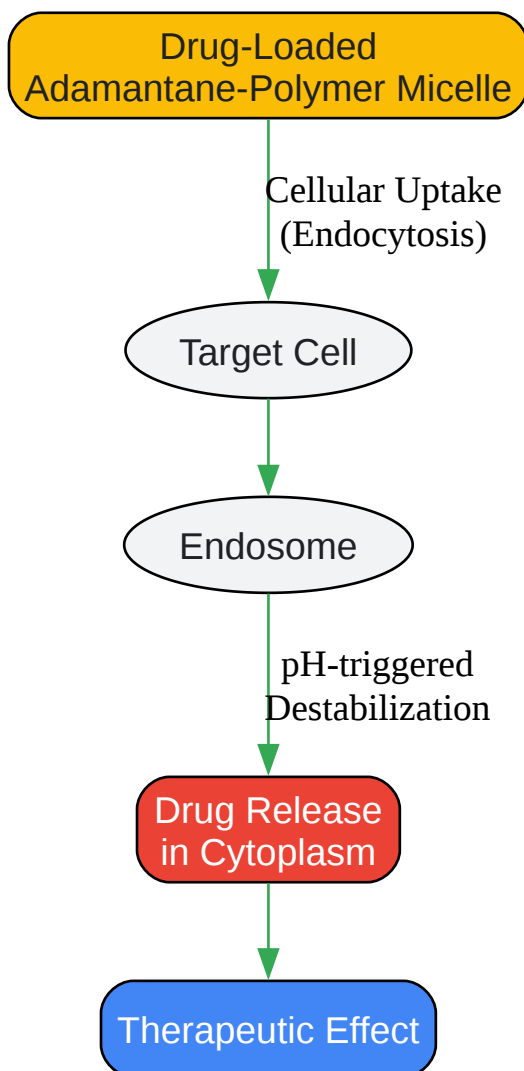 Drug-Loaded
Adamantane-Polymer Micelle
Cellular Uptake
(Endocytosis)
Target Cell
Endosome
pH-triggered
Destabilization
Drug Release
in Cytoplasm
Therapeutic Effect